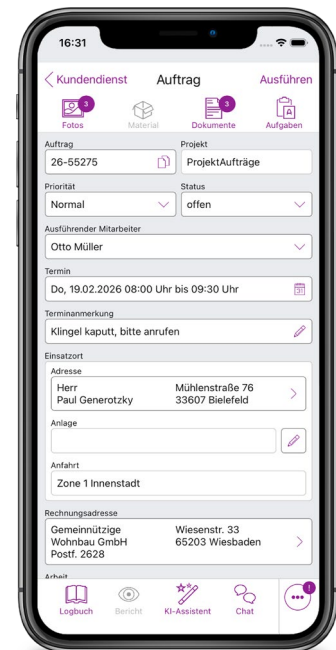 16:31
Kundendienst Auftrag Ausführen
3 3
Fotos Material Dokumente Aufgaben
Auftrag Projekt
26-55275 ProjektAufträge
Priorität Status
Normal offen
Ausführender Mitarbeiter
Otto Müller
Termin
Do, 19.02.2026 08:00 Uhr bis 09:30 Uhr
31
Terminanmerkung
Klingel kaputt, bitte anrufen
Einsatzort
Adresse
Herr Mühlenstraße 76
Paul Generotzky 33607 Bielefeld
Anlage
Anfahrt
Zone 1 Innenstadt
Rechnungsadresse
Gemeinnützige Wiesenstr. 33
Wohnbau GmbH 65203 Wiesbaden
Postf. 2628
Arbeit
1
Logbuch Bericht KI-Assistent Chat